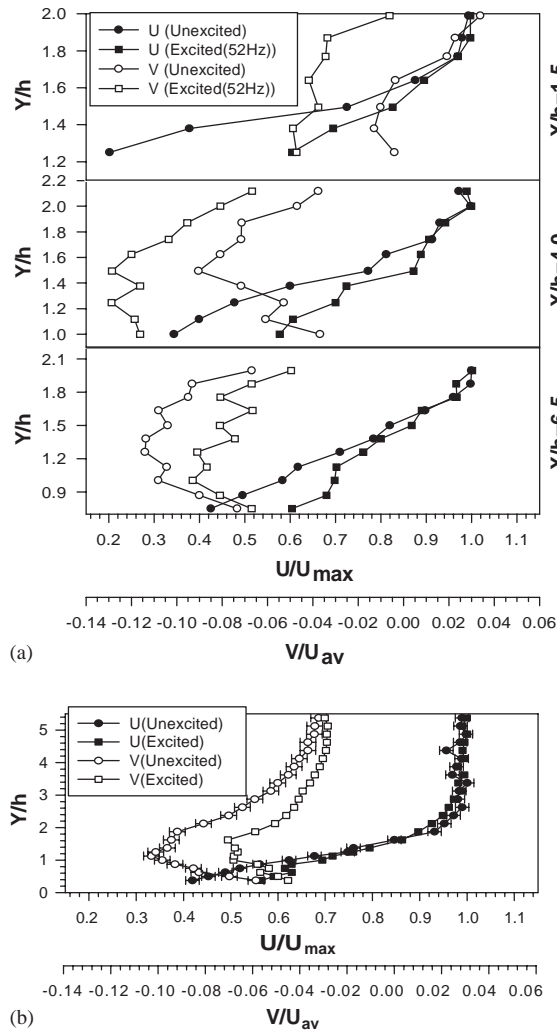 2.0
1.8
1.6
1.4
1.2
Y/h
U (Unexcited)
U (Excited(52Hz))
V (Unexcited)
V (Excited(52Hz))
2.2
2.0
1.8
1.6
1.4
1.2
1.0
Y/h
2.1
1.8
1.5
1.2
0.9
Y/h
X/h=6.5
0.2 0.3 0.4 0.5 0.6 0.7 0.8 0.9 1.0 1.1
U/Umax
-0.14 -0.12 -0.10 -0.08 -0.06 -0.04 -0.02 0.00 0.02 0.04 0.06
V/Uav
(a)
5
4
3
2
1
0
Y/h
U(Unexcited)
U(Excited)
V(Unexcited)
V(Excited)
0.2 0.3 0.4 0.5 0.6 0.7 0.8 0.9 1.0 1.1
U/Umax
-0.14 -0.12 -0.10 -0.08 -0.06 -0.04 -0.02 0.00 0.02 0.04 0.06
V/Uav
(b)